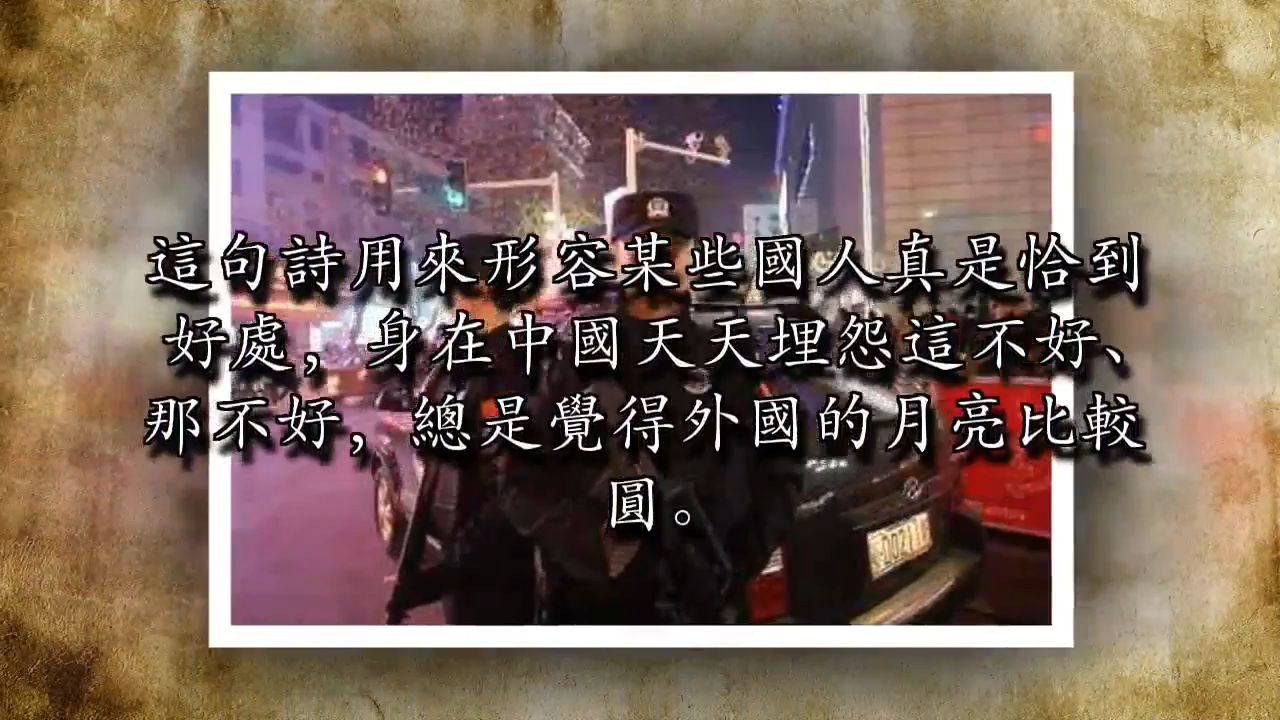 這句詩用來形容某些國人真是恰到
好處，身在中國天天埋怨這不好、
那不好，總是覺得外國的月亮比較
圓。